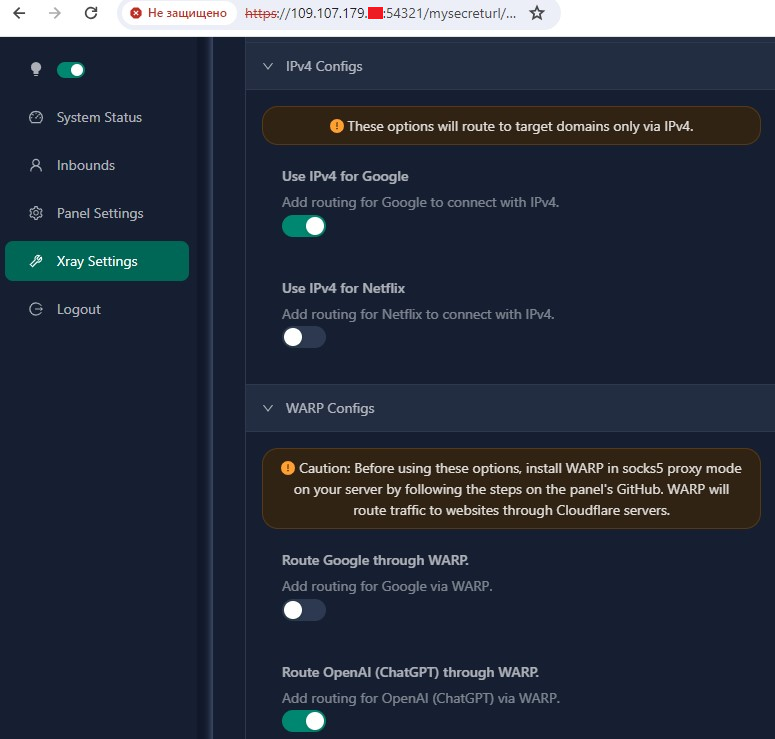 Не защищено https://109.107.179. :54321/mysecreturl/...
IPv4 Configs
These options will route to target domains only via IPv4.
System Status
Inbounds
Use IPv4 for Google
Add routing for Google to connect with IPv4.
Panel Settings
Xray Settings
Use IPv4 for Netflix
Add routing for Netflix to connect with IPv4.
Logout
WARP Configs
Caution: Before using these options, install WARP in socks5 proxy mode
on your server by following the steps on the panel's GitHub. WARP will
route traffic to websites through Cloudflare servers.
Route Google through WARP.
Add routing for Google via WARP.
Route OpenAI (ChatGPT) through WARP.
Add routing for OpenAI (ChatGPT) via WARP.